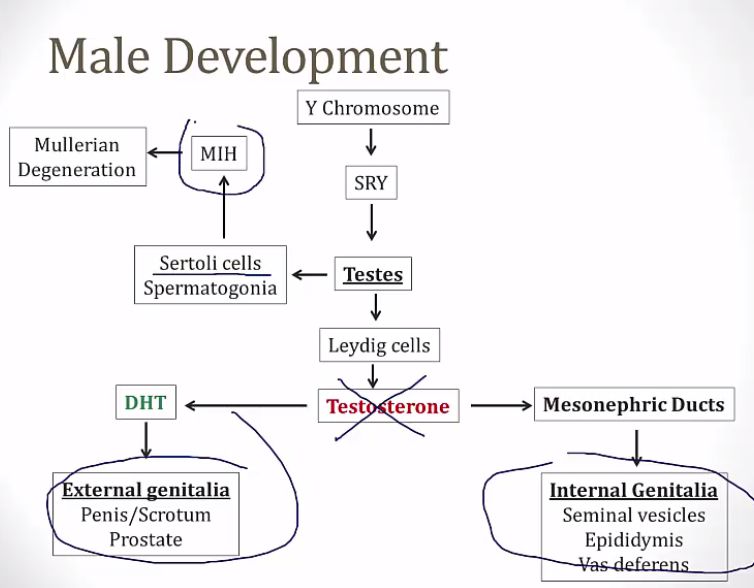 Male Development
Y Chromosome
Mullerian
Degeneration
MIH
SRY
Sertoli cells
Spermatogonia
Testes
Leydig cells
DHT
Testosterone
Mesonephric Ducts
External genitalia
Penis/Scrotum
Prostate
Internal Genitalia
Seminal vesicles
Epididymis
Vas deferens